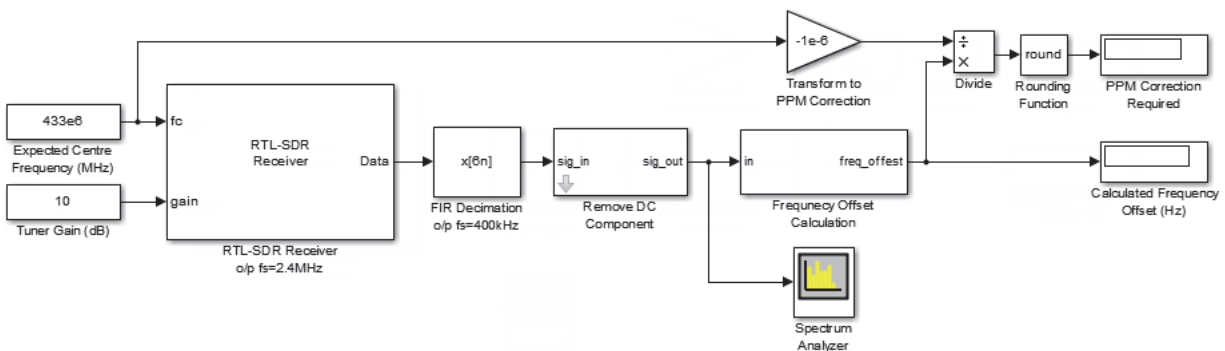 -1e-6
Transform to
PPM Correction
÷
×
Divide
round
Rounding
Function
PPM Correction
Required
433e6
Expected Centre
Frequency (MHz)
10
Tuner Gain (dB)
fc
gain
RTL-SDR
Receiver
Data
RTL-SDR Receiver
o/p fs=2.4MHz
x[6n]
FIR Decimation
o/p fs=400kHz
sig_in
sig_out
Remove DC
Component
in
freq_offest
Frequnecy Offset
Calculation
Calculated Frequency
Offset (Hz)
Spectrum
Analyzer